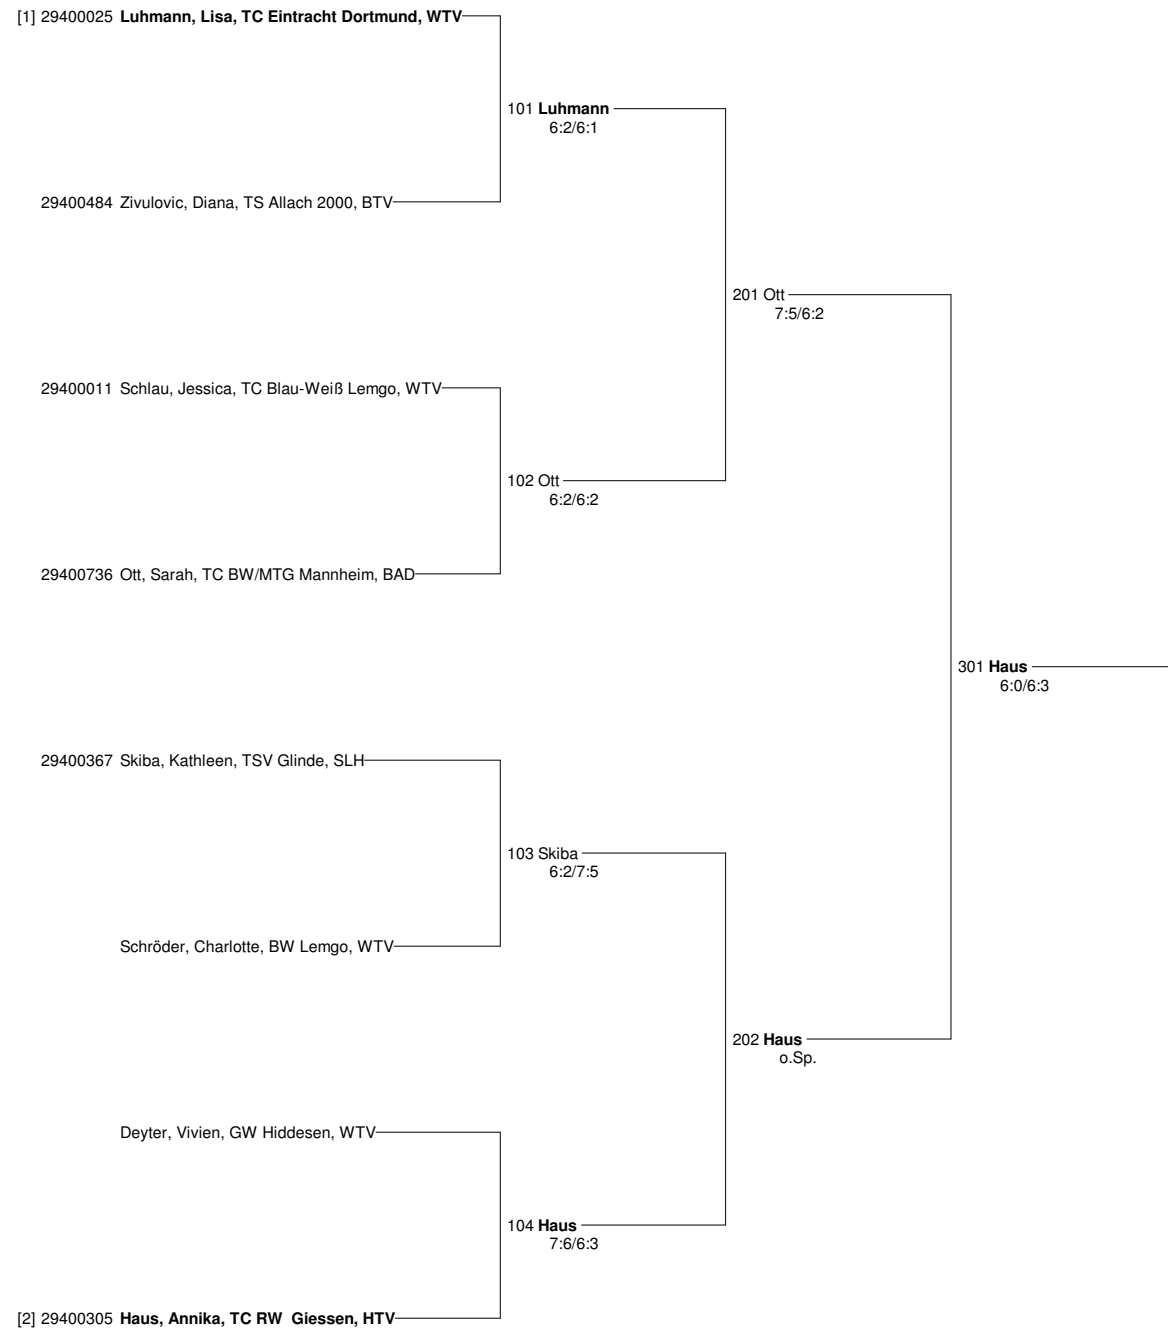 [1] 29400025 Luhmann, Lisa, TC Eintracht Dortmund, WTV
101 Luhmann
6:2/6:1
29400484 Zivulovic, Diana, TS Allach 2000, BTV
201 Ott
7:5/6:2
29400011 Schlau, Jessica, TC Blau-Weiß Lemgo, WTV
102 Ott
6:2/6:2
29400736 Ott, Sarah, TC BW/MTG Mannheim, BAD
301 Haus
6:0/6:3
29400367 Skiba, Kathleen, TSV Glinde, SLH
103 Skiba
6:2/7:5
Schröder, Charlotte, BW Lemgo, WTV
202 Haus
o.Sp.
Deyter, Vivien, GW Hiddesen, WTV
104 Haus
7:6/6:3
[2] 29400305 Haus, Annika, TC RW  Giessen, HTV